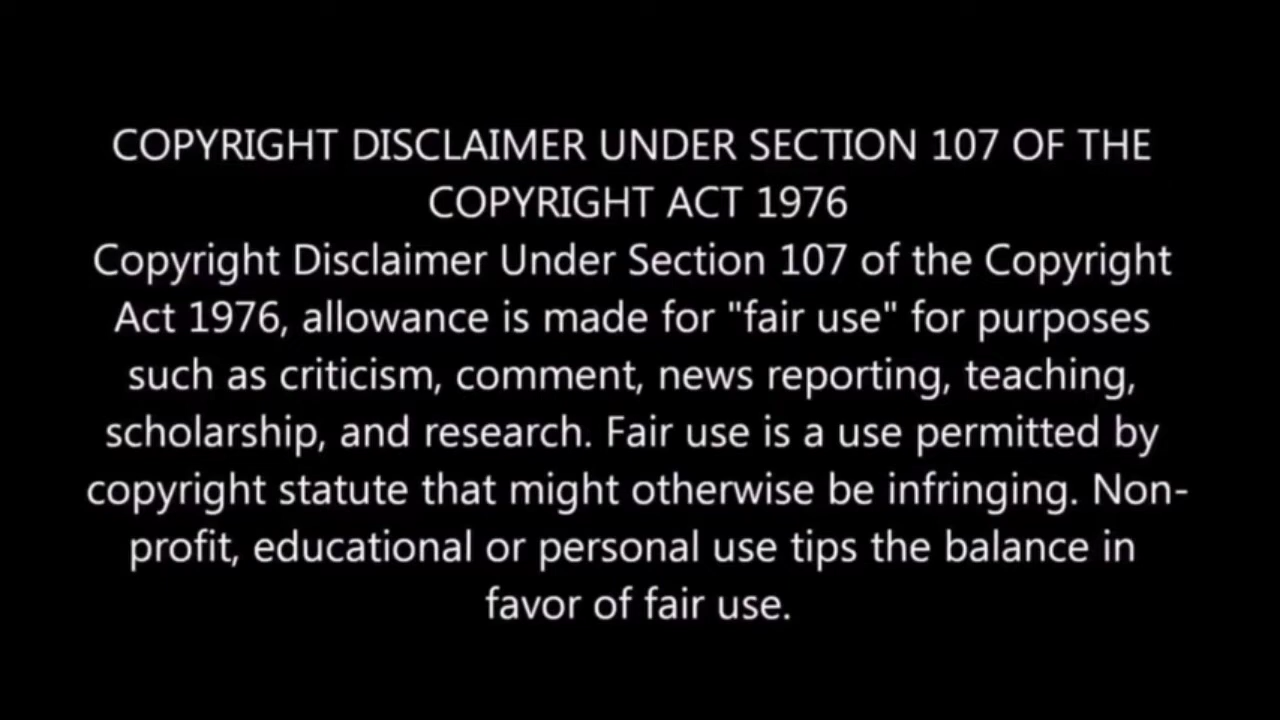 COPYRIGHT DISCLAIMER UNDER SECTION 107 OF THE
COPYRIGHT ACT 1976
Copyright Disclaimer Under Section 107 of the Copyright
Act 1976, allowance is made for "fair use" for purposes
such as criticism, comment, news reporting, teaching,
scholarship, and research. Fair use is a use permitted by
copyright statute that might otherwise be infringing. Non-
profit, educational or personal use tips the balance in
favor of fair use.